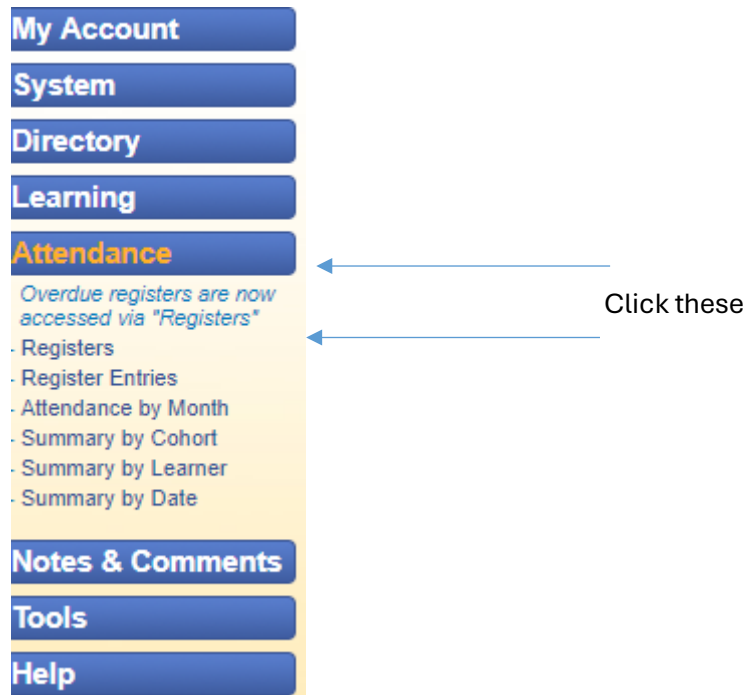 My Account
System
Directory
Learning
Attendance
Overdue registers are now
accessed via "Registers"
Click these
- Registers
- Register Entries
- Attendance by Month
- Summary by Cohort
- Summary by Learner
- Summary by Date
Notes & Comments
Tools
Help